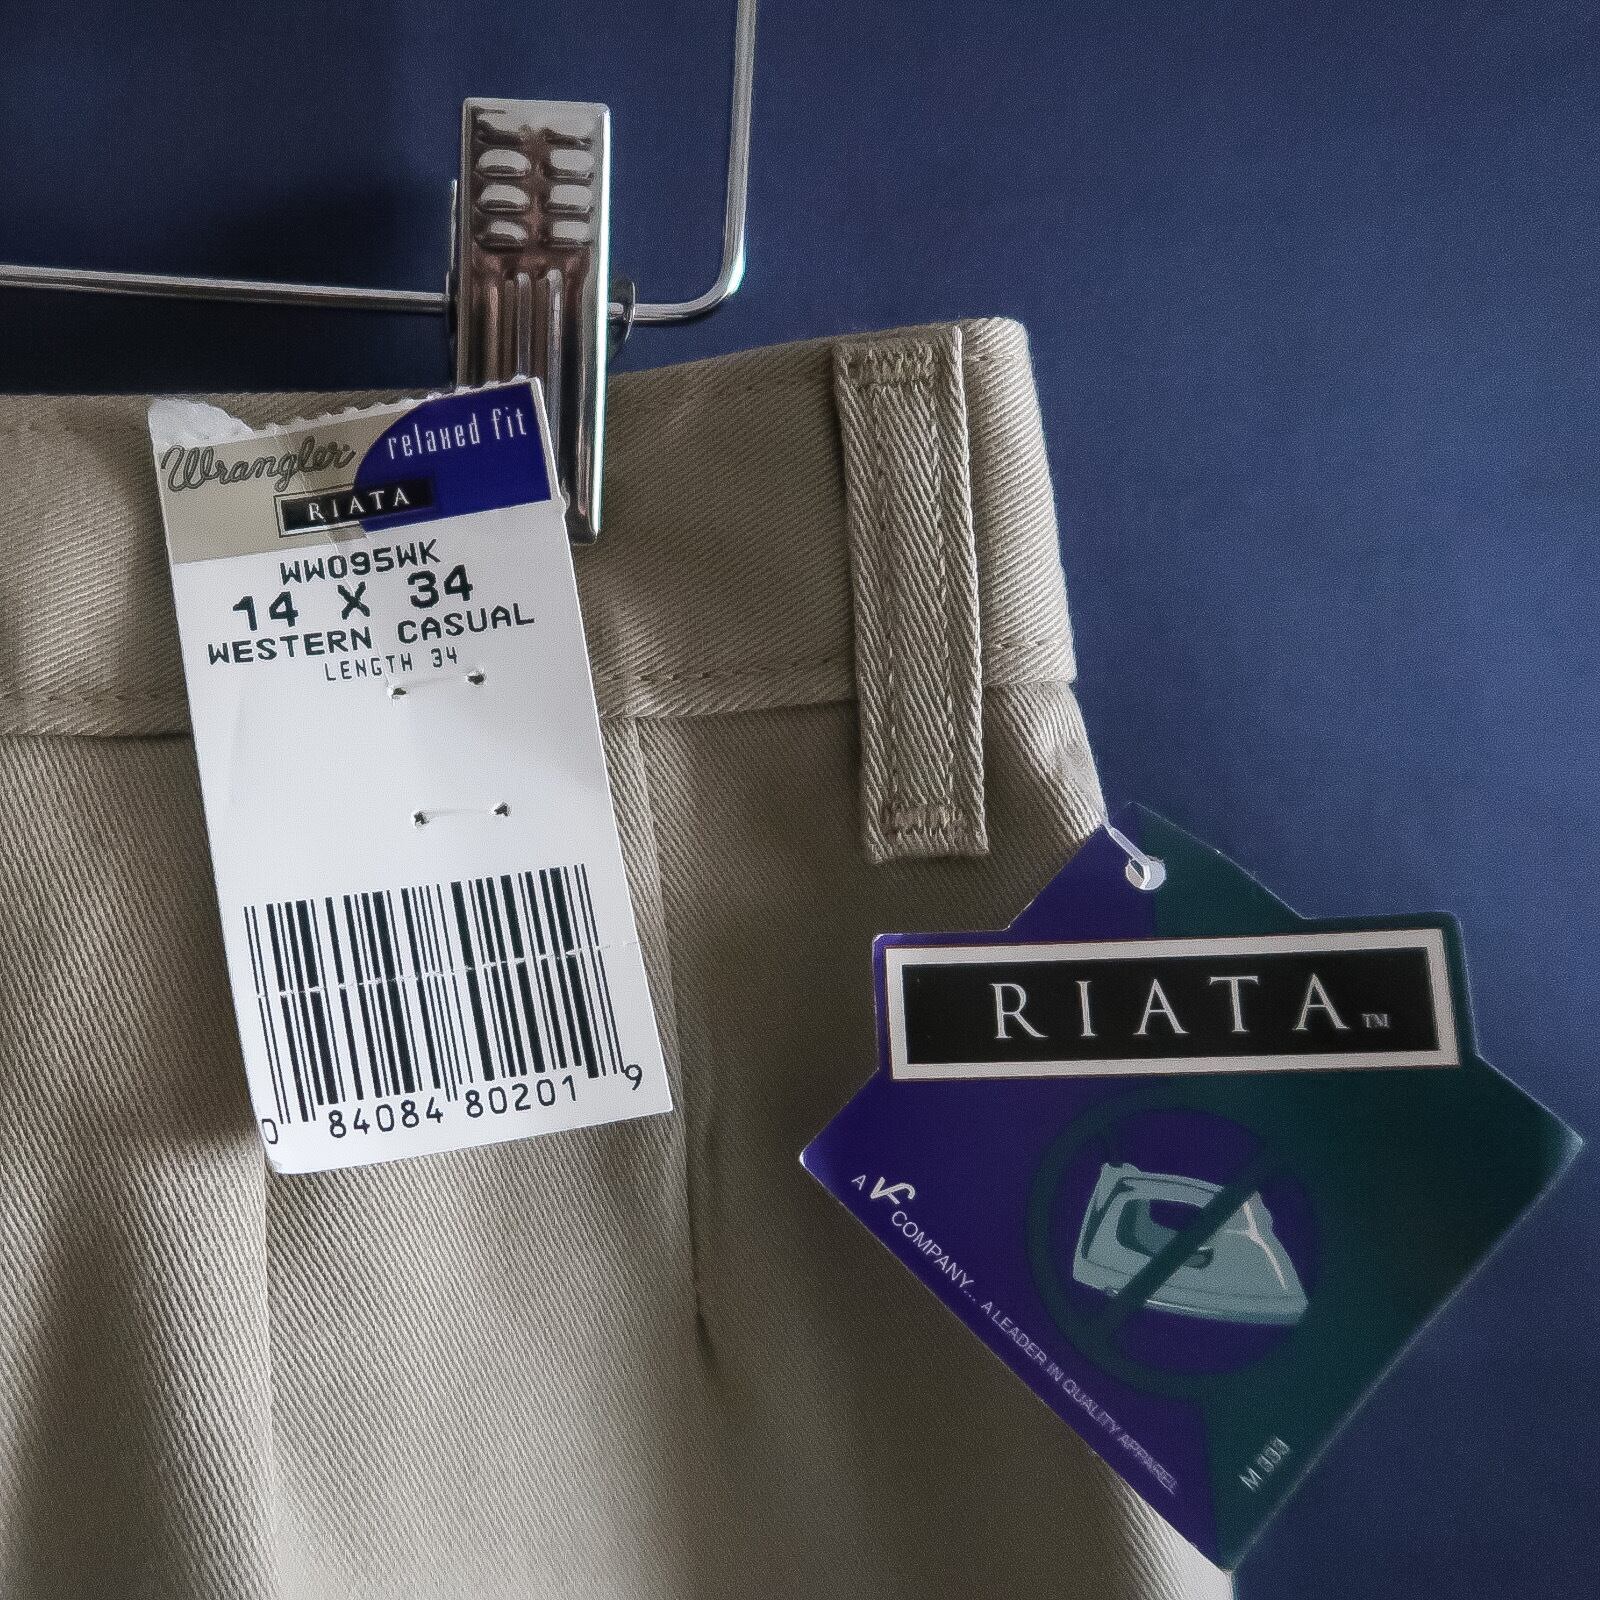 Wrangler
relaxed fit
RIATA
WW095WK
14 X 34
WESTERN CASUAL
LENGTH 34
0 84084 80201 9
RIATA™
A VF COMPANY... A LEADER IN QUALITY APPAREL
M 993